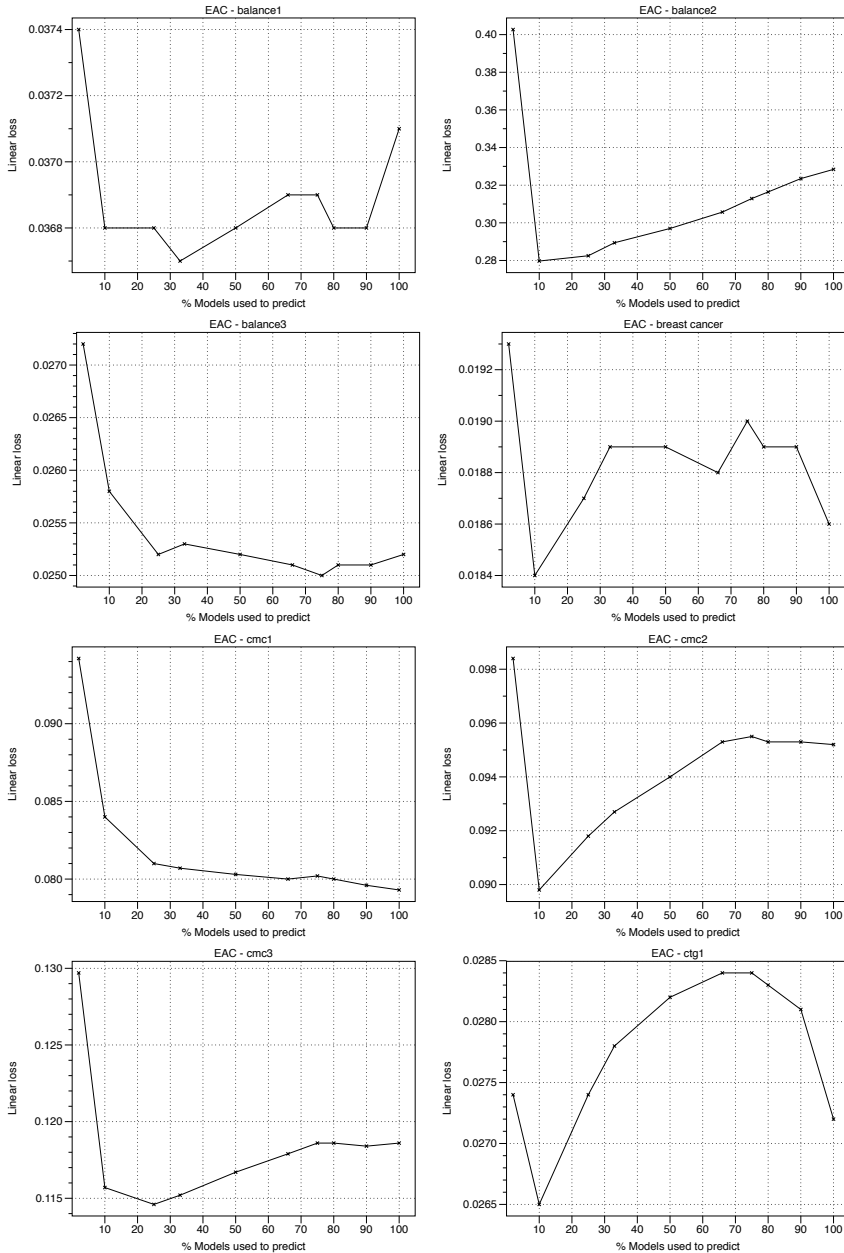 EAC - balance1
Linear loss
0.0374
0.0372
0.0370
0.0368
10 20 30 40 50 60 70 80 90 100
% Models used to predict
EAC - balance2
Linear loss
0.40
0.38
0.36
0.34
0.32
0.30
0.28
10 20 30 40 50 60 70 80 90 100
% Models used to predict
EAC - balance3
Linear loss
0.0270
0.0265
0.0260
0.0255
0.0250
10 20 30 40 50 60 70 80 90 100
% Models used to predict
EAC - breast cancer
Linear loss
0.0192
0.0190
0.0188
0.0186
0.0184
10 20 30 40 50 60 70 80 90 100
% Models used to predict
EAC - cmc1
Linear loss
0.090
0.085
0.080
10 20 30 40 50 60 70 80 90 100
% Models used to predict
EAC - cmc2
Linear loss
0.098
0.096
0.094
0.092
0.090
10 20 30 40 50 60 70 80 90 100
% Models used to predict
EAC - cmc3
Linear loss
0.130
0.125
0.120
0.115
10 20 30 40 50 60 70 80 90 100
% Models used to predict
EAC - ctg1
Linear loss
0.0285
0.0280
0.0275
0.0270
0.0265
10 20 30 40 50 60 70 80 90 100
% Models used to predict